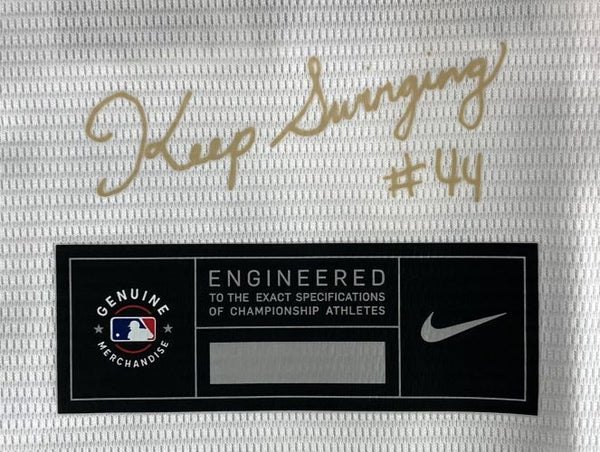 Keep Swinging
#44
GENUINE
MERCHANDISE
ENGINEERED
TO THE EXACT SPECIFICATIONS
OF CHAMPIONSHIP ATHLETES